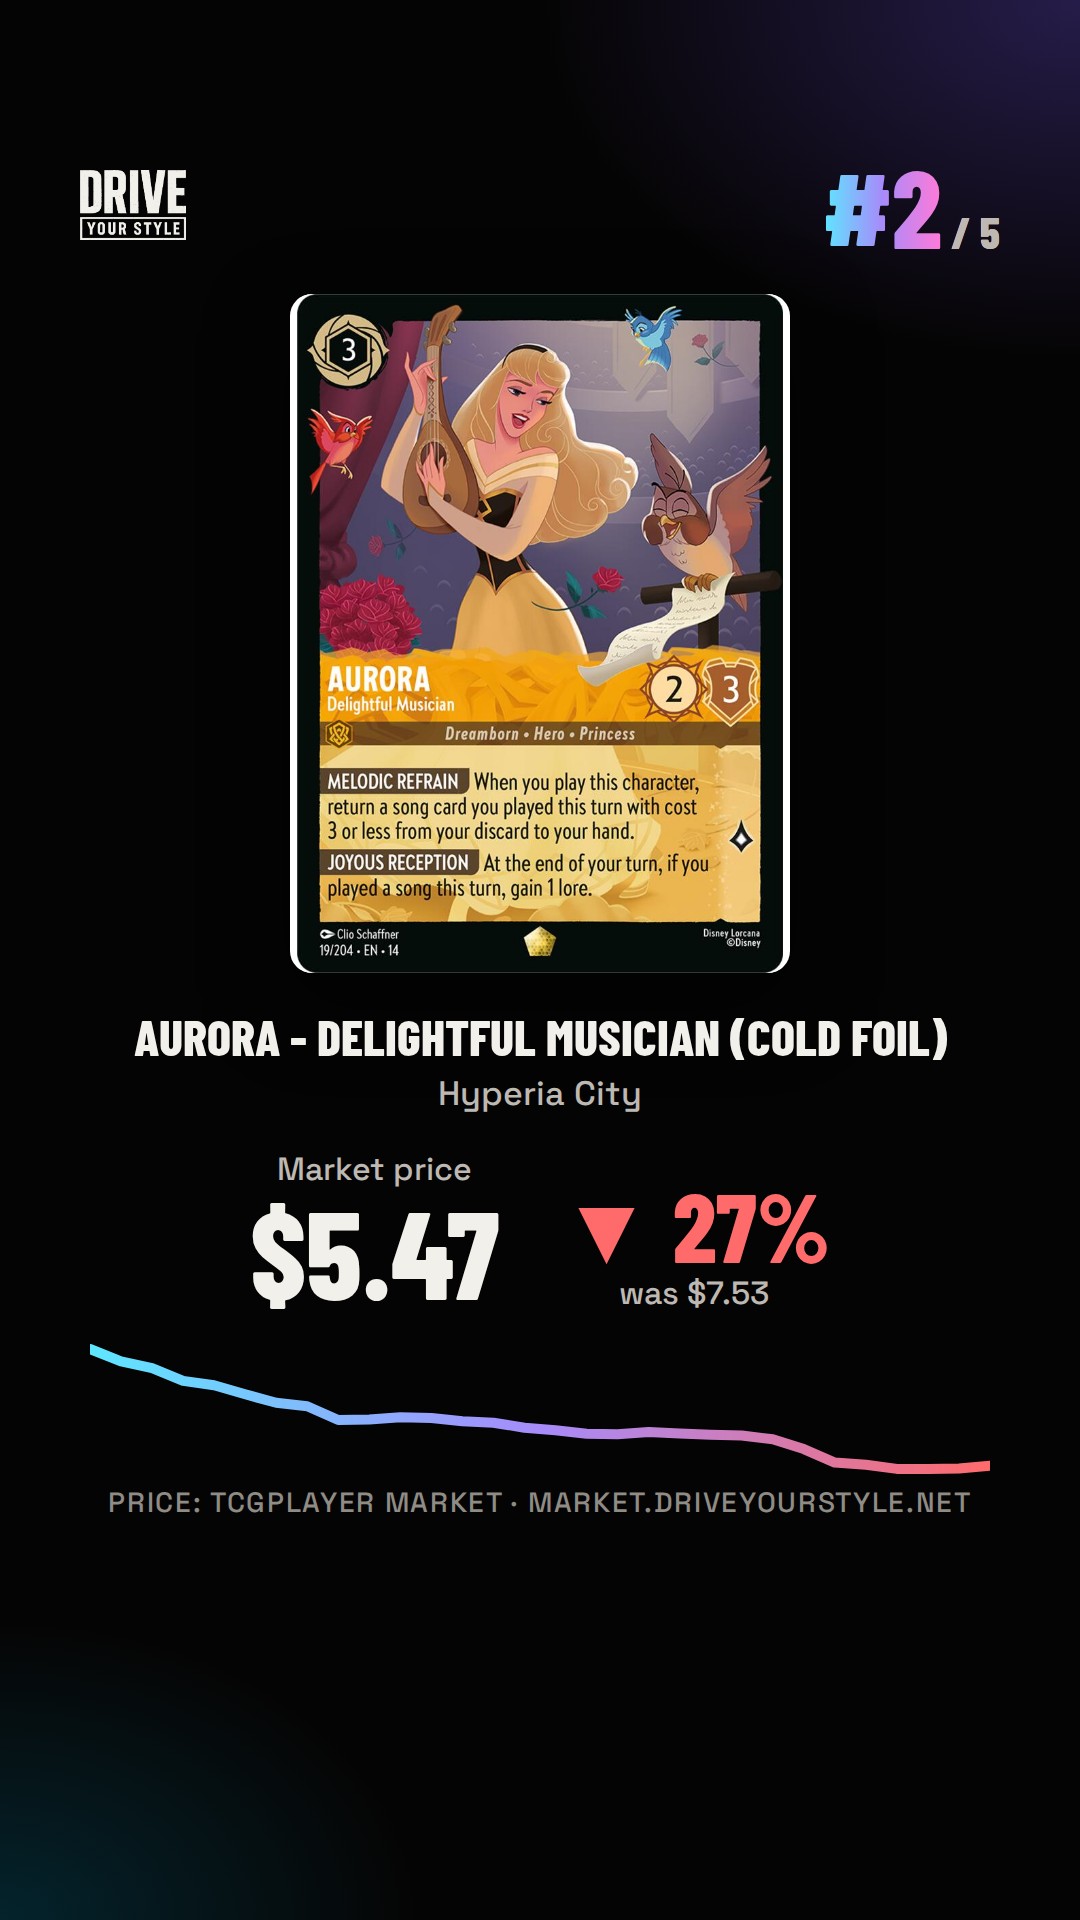 DRIVE
YOUR STYLE
#2 / 5
3
AURORA
Delightful Musician
2 3
Dreamborn • Hero • Princess
MELODIC REFRAIN When you play this character,
return a song card you played this turn with cost
3 or less from your discard to your hand.
JOYOUS RECEPTION At the end of your turn, if you
played a song this turn, gain 1 lore.
Clio Schaffner
19/204 • EN • 14
Disney Lorcana
©Disney
AURORA - DELIGHTFUL MUSICIAN (COLD FOIL)
Hyperia City
Market price
$5.47
▼ 27%
was $7.53
PRICE: TCGPLAYER MARKET · MARKET.DRIVEYOURSTYLE.NET